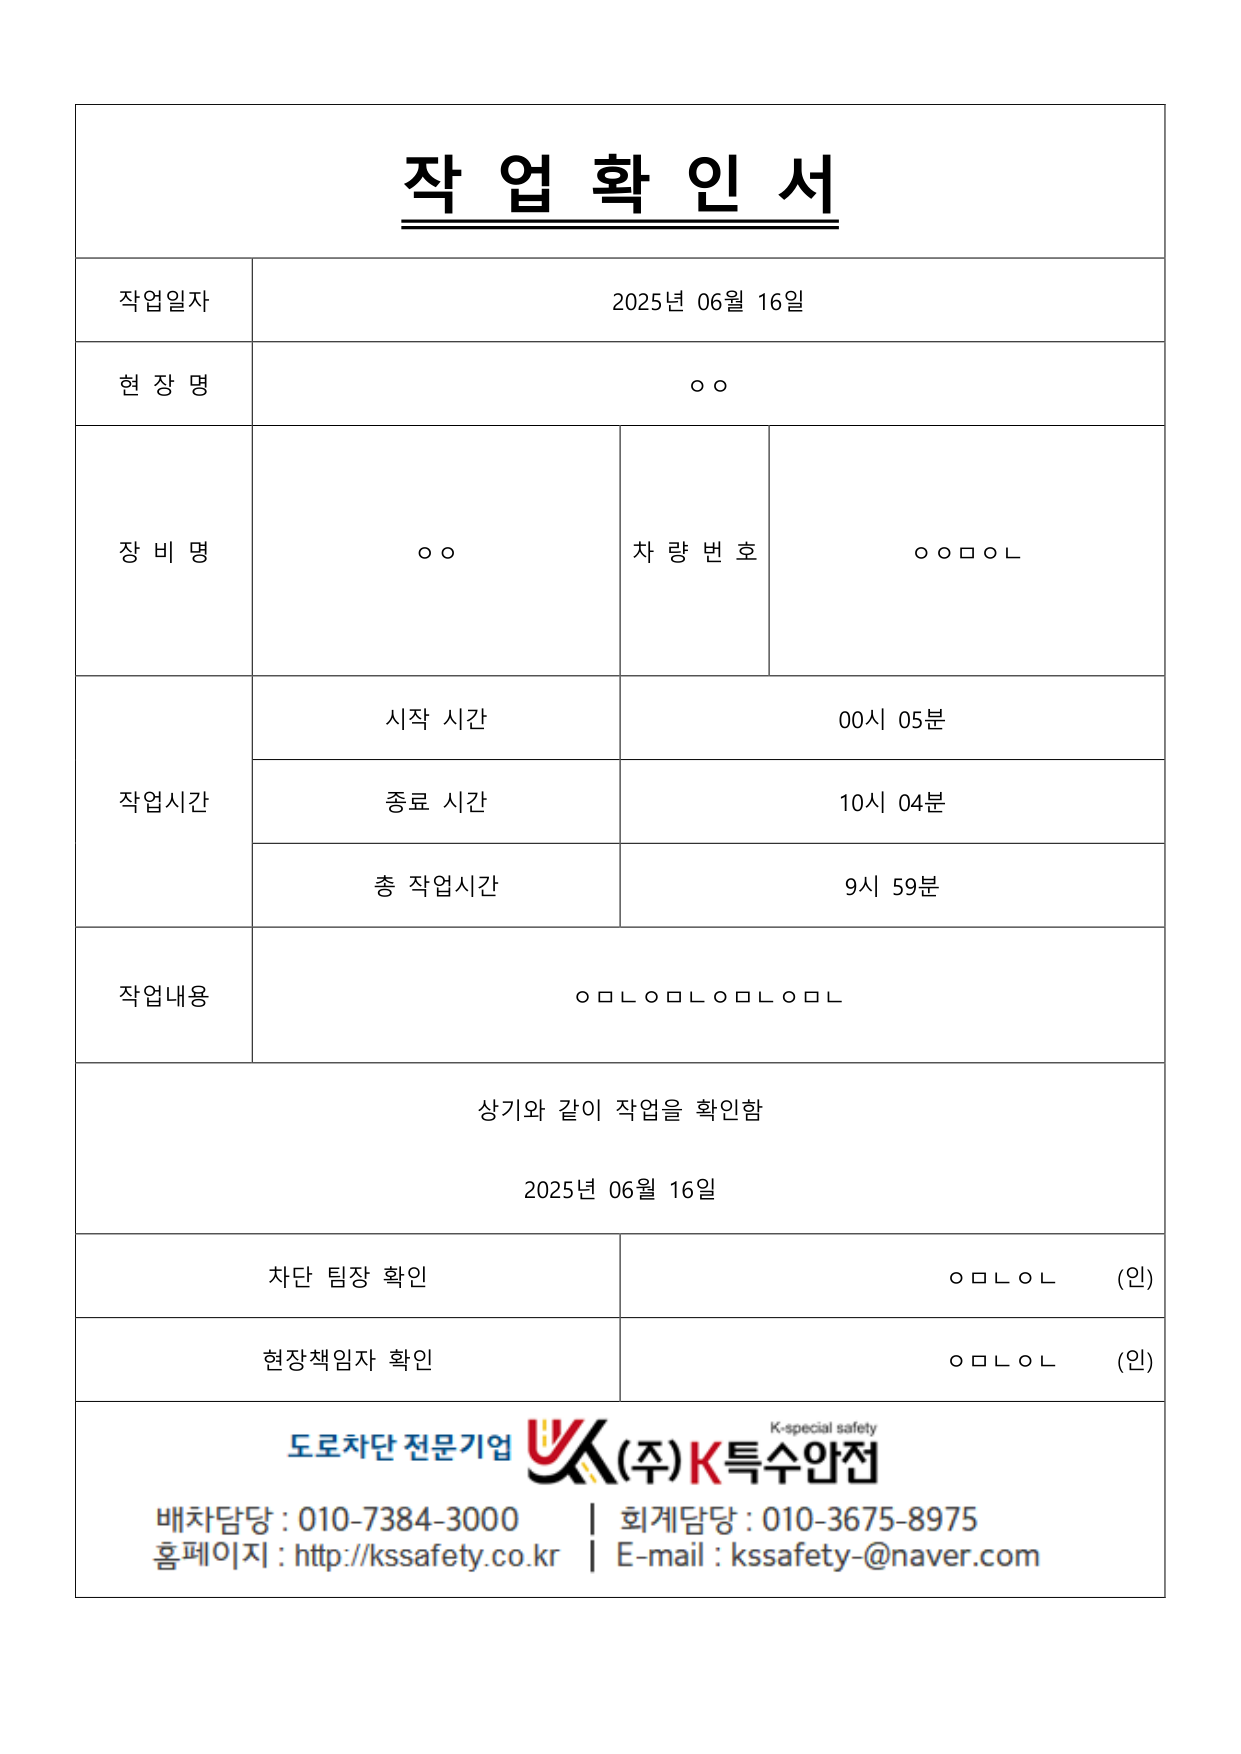 작 업 확 인 서
작업일자 2025년 06월 16일
현 장 명 ㅇㅇ
장 비 명 ㅇㅇ 차 량 번 호 ㅇㅇㅁㅇㄴ
작업시간
시작 시간 00시 05분
종료 시간 10시 04분
총 작업시간 9시 59분
작업내용 ㅇㅁㄴㅇㅁㄴㅇㅁㄴㅇㅁㄴ
상기와 같이 작업을 확인함
2025년 06월 16일
차단 팀장 확인 ㅇㅁㄴㅇㄴ (인)
현장책임자 확인 ㅇㅁㄴㅇㄴ (인)
K-special safety
도로차단 전문기업 (주)K특수안전
배차담당 : 010-7384-3000 | 회계담당 : 010-3675-8975
홈페이지 : http://kssafety.co.kr | E-mail : kssafety-@naver.com